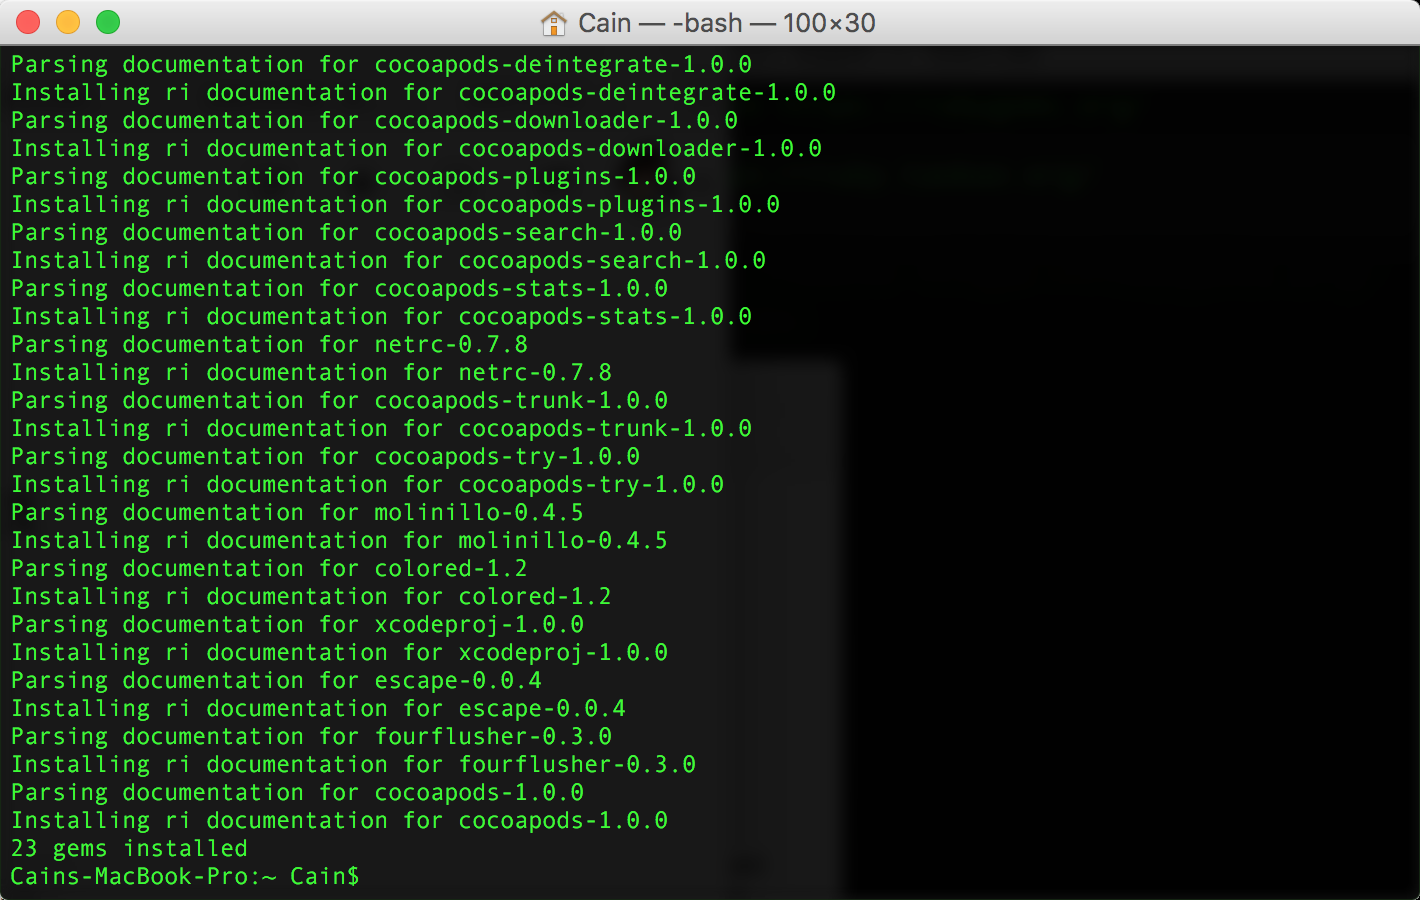 Cain — -bash — 100×30
Parsing documentation for cocoapods-deintegrate-1.0.0
Installing ri documentation for cocoapods-deintegrate-1.0.0
Parsing documentation for cocoapods-downloader-1.0.0
Installing ri documentation for cocoapods-downloader-1.0.0
Parsing documentation for cocoapods-plugins-1.0.0
Installing ri documentation for cocoapods-plugins-1.0.0
Parsing documentation for cocoapods-search-1.0.0
Installing ri documentation for cocoapods-search-1.0.0
Parsing documentation for cocoapods-stats-1.0.0
Installing ri documentation for cocoapods-stats-1.0.0
Parsing documentation for netrc-0.7.8
Installing ri documentation for netrc-0.7.8
Parsing documentation for cocoapods-trunk-1.0.0
Installing ri documentation for cocoapods-trunk-1.0.0
Parsing documentation for cocoapods-try-1.0.0
Installing ri documentation for cocoapods-try-1.0.0
Parsing documentation for molinillo-0.4.5
Installing ri documentation for molinillo-0.4.5
Parsing documentation for colored-1.2
Installing ri documentation for colored-1.2
Parsing documentation for xcodeproj-1.0.0
Installing ri documentation for xcodeproj-1.0.0
Parsing documentation for escape-0.0.4
Installing ri documentation for escape-0.0.4
Parsing documentation for fourflusher-0.3.0
Installing ri documentation for fourflusher-0.3.0
Parsing documentation for cocoapods-1.0.0
Installing ri documentation for cocoapods-1.0.0
23 gems installed
Cains-MacBook-Pro:~ Cain$